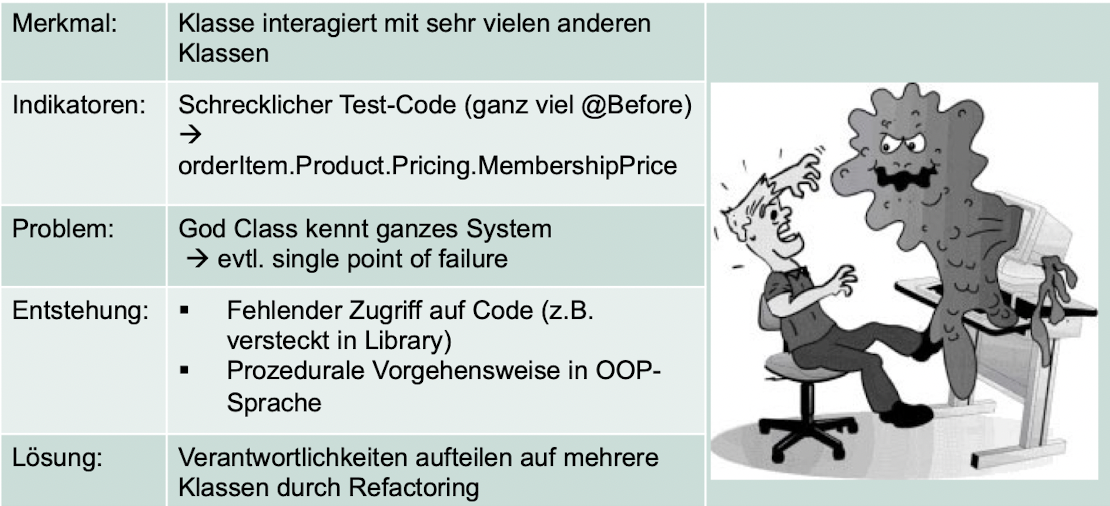 Merkmal:
Klasse interagiert mit sehr vielen anderen
Klassen
Indikatoren:
Schrecklicher Test-Code (ganz viel @Before)
→
orderItem.Product.Pricing.MembershipPrice
Problem:
God Class kennt ganzes System
→ evtl. single point of failure
Entstehung:
▪ Fehlender Zugriff auf Code (z.B.
versteckt in Library)
▪ Prozedurale Vorgehensweise in OOP-
Sprache
Lösung:
Verantwortlichkeiten aufteilen auf mehrere
Klassen durch Refactoring